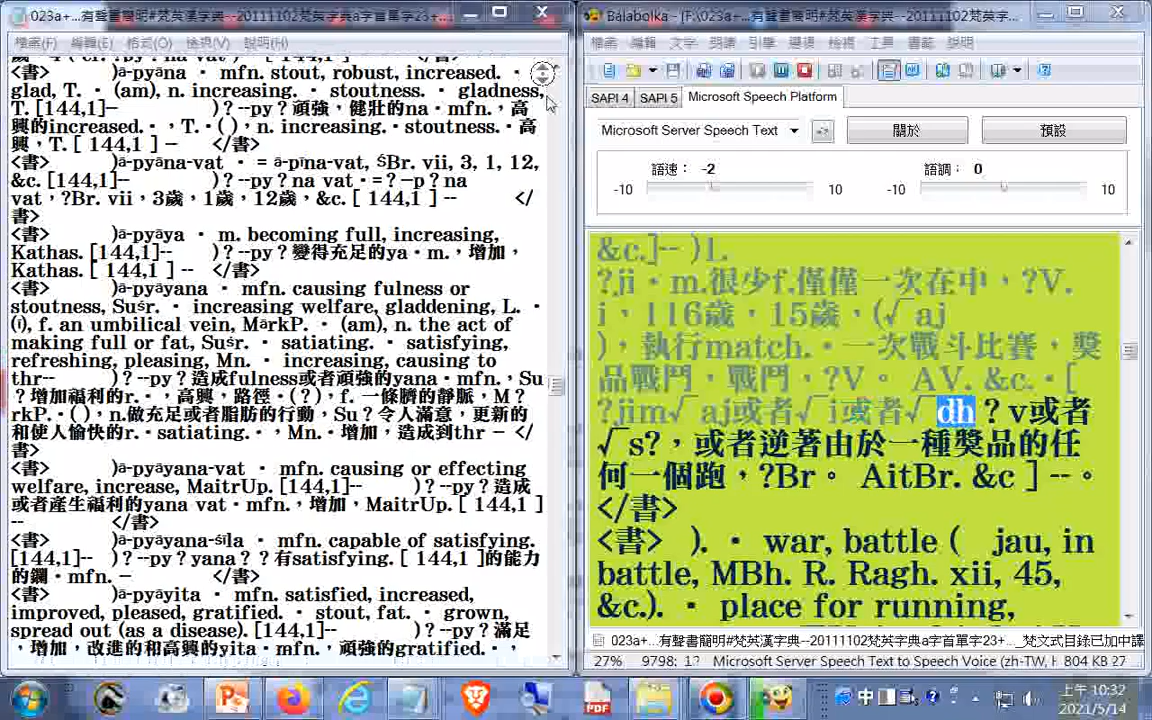 023a+...有聲書簡明#梵英漢字典--20111102梵英字典a字首單字23+...
檔案(F) 編輯(E) 格式(O) 檢視(V) 說明(H)
<書> )ā-pyāna · mfn. stout, robust, increased. ·
glad, T. · (am), n. increasing. · stoutness. · gladness,
T. [144,1]-- )? --py ? 頑強,健壯的na · mfn.,高
興的increased. · ,T. · ( ), n. increasing. · stoutness. · 高
興,T. [ 144,1 ] -- </書>
<書> )ā-pyāna-vat · = ā-pīna-vat, ŚBr. vii, 3, 1, 12,
&c. [144,1]-- )? --py ? na
vat · = ? -- p ? na
vat,?Br. vii,3歲,1歲,12歲,&c. [ 144,1 ] -- </
書>
<書> )ā-pyāya · m. becoming full, increasing,
Kathas. [144,1]-- )? --py ? 變得充足的ya · m.,增加,
Kathas. [ 144,1 ] -- </書>
<書> )ā-pyāyana · mfn. causing fulness or
stoutness, Suśr. · increasing welfare, gladdening, L. ·
(ī), f. an umbilical vein, MārkP. · (am), n. the act of
making full or fat, Suśr. · satiating. · satisfying,
refreshing, pleasing, Mn. · increasing, causing to
thr-- )? --py ? 造成fulness或者頑強的yana · mfn.,Su
? 增加福利的r. · ,高興,路徑 · ( ? ), f. 一條臍的靜脈,M ?
rkP. · ( ), n.做充足或者脂肪的行動,Su ? 令人滿意,更新的
和使人愉快的r. · satiating. · ,Mn. · 增加,造成到thr -- </
書>
<書> )ā-pyāyana-vat · mfn. causing or effecting
welfare, increase, MaitrUp. [144,1]-- )? --py ? 造成
或者產生福利的yana vat · mfn.,增加,MaitrUp. [ 144,1 ]
-- </書>
<書> )ā-pyāyana-śīla · mfn. capable of satisfying.
[144,1]-- )? --py ? yana ? ? 有satisfying. [ 144,1 ]的能力
的鑭 · mfn. -- </書>
<書> )ā-pyāyita · mfn. satisfied, increased,
improved, pleased, gratified. · stout, fat. · grown,
spread out (as a disease). [144,1]-- )? --py ? 滿足
,增加,改進的和高興的yita · mfn.,頑強的gratified. · ,
Balabolka - [F:\023a+...有聲書簡明#梵英漢字典--20111102梵英字...
檔案 編輯 文字 朗讀 引擎 選項 檢視 工具 書籤 說明
SAPI 4 SAPI 5 Microsoft Speech Platform
Microsoft Server Speech Text 關於 預設
語速: -2 語調: 0
-10 10 -10 10
&c.]-- )L
?ji · m.很少f.僅僅一次在中,?V.
i,116歲,15歲,(√ aj
),執行match. · 一次戰斗比賽,獎
品戰鬥,戰鬥,?V。 AV. &c. · [
?jim√ aj或者√ i或者√ dh ? v或者
√ s?,或者逆著由於一種獎品的任
何一個跑,?Br。 AitBr. &c ] --。
</書>
<書> ). · war, battle ( jau, in
battle, MBh. R. Ragh. xii, 45,
&c.). · place for running,
023a+...有聲書簡明#梵英漢字典--20111102梵英字典a字首單字23+..._梵文式目錄已加中譯
27% 9798: 1? Microsoft Server Speech Text to Speech Voice (zh-TW, H 804 KB 27
中
上午 10:32
2021/5/14